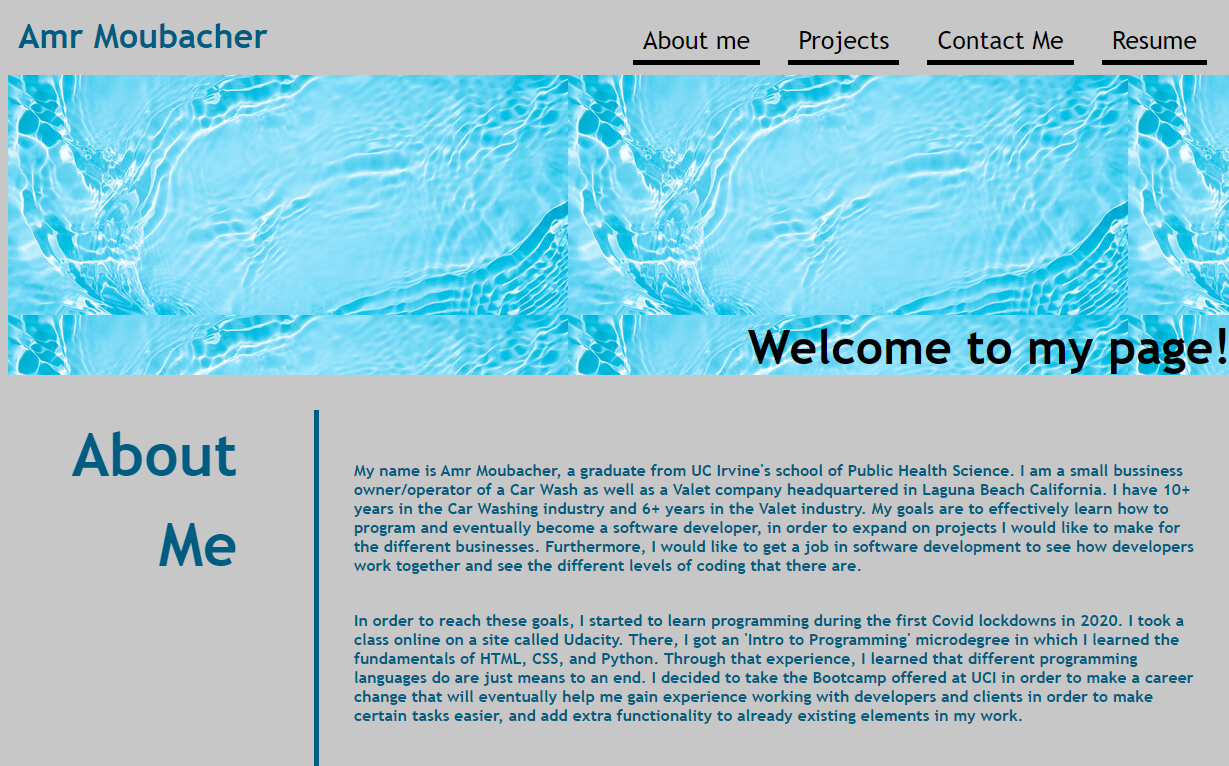 Amr Moubacher
About me Projects Contact Me Resume
Welcome to my page!
About
Me
My name is Amr Moubacher, a graduate from UC Irvine's school of Public Health Science. I am a small bussiness
owner/operator of a Car Wash as well as a Valet company headquartered in Laguna Beach California. I have 10+
years in the Car Washing industry and 6+ years in the Valet industry. My goals are to effectively learn how to
program and eventually become a software developer, in order to expand on projects I would like to make for
the different businesses. Furthermore, I would like to get a job in software development to see how developers
work together and see the different levels of coding that there are.
In order to reach these goals, I started to learn programming during the first Covid lockdowns in 2020. I took a
class online on a site called Udacity. There, I got an 'Intro to Programming' microdegree in which I learned the
fundamentals of HTML, CSS, and Python. Through that experience, I learned that different programming
languages do are just means to an end. I decided to take the Bootcamp offered at UCI in order to make a career
change that will eventually help me gain experience working with developers and clients in order to make
certain tasks easier, and add extra functionality to already existing elements in my work.